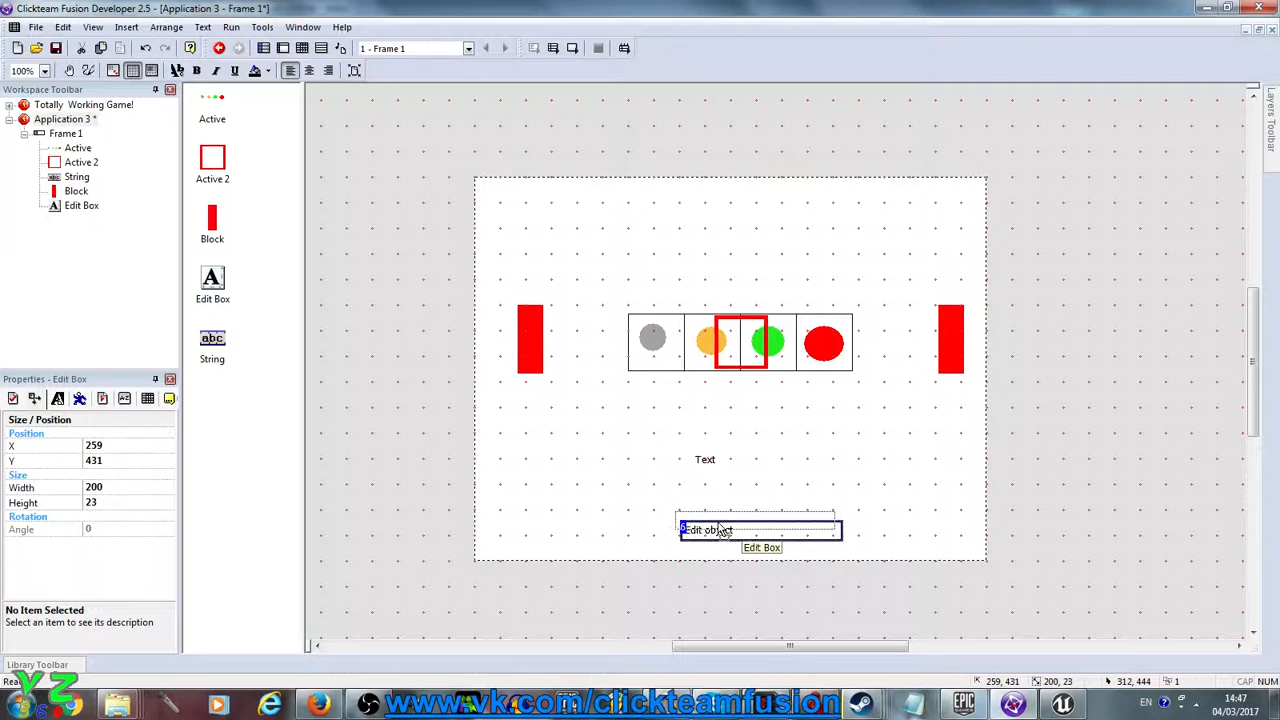 Clickteam Fusion Developer 2.5 - [Application 3 - Frame 1*]
File Edit View Insert Arrange Text Run Tools Window Help
1 - Frame 1
100%
B I U
Workspace Toolbar
Totally Working Game!
Application 3 *
Frame 1
Active
Active 2
String
Block
Edit Box
Active
Active 2
Block
A
Edit Box
abc
String
Layers Toolbar
Text
6
Edit object
Edit Box
Properties - Edit Box
Size / Position
Position
X 259
Y 431
Size
Width 200
Height 23
Rotation
Angle 0
No Item Selected
Select an item to see its description
Library Toolbar
259, 431
200, 23
312, 444
1
CAP NUM
YZ
www.vk.com/clickteamfusion
EPIC GAMES
EN
14:47
04/03/2017